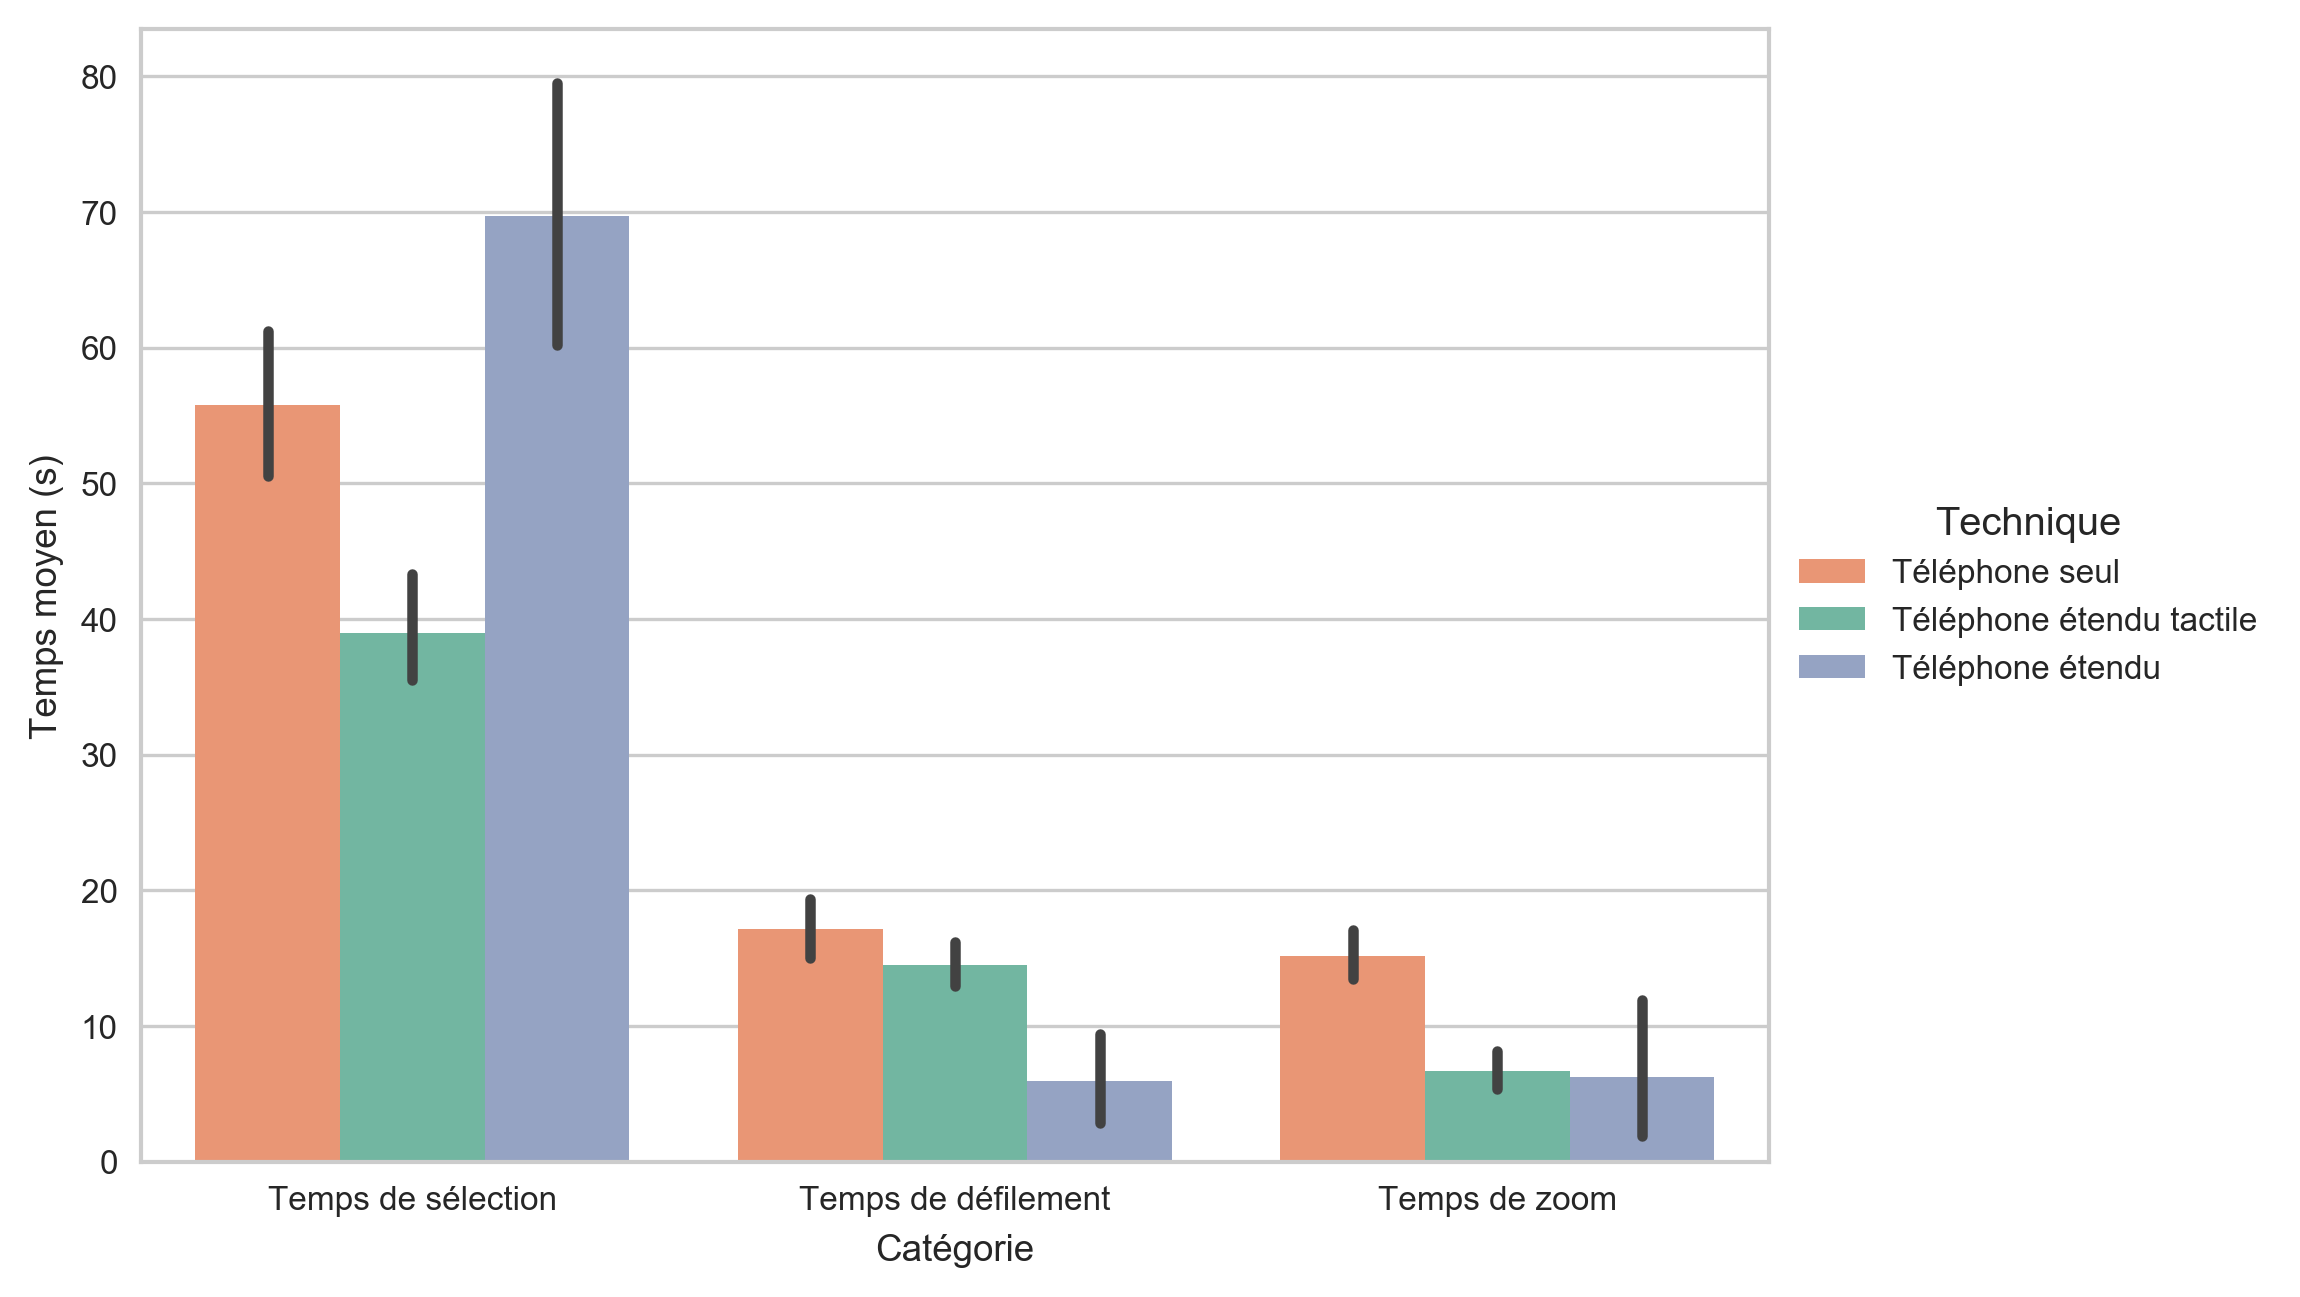 Temps moyen (s)
80
70
60
50
40
30
20
10
0
Temps de sélection
Temps de défilement
Temps de zoom
Catégorie
Technique
Téléphone seul
Téléphone étendu tactile
Téléphone étendu